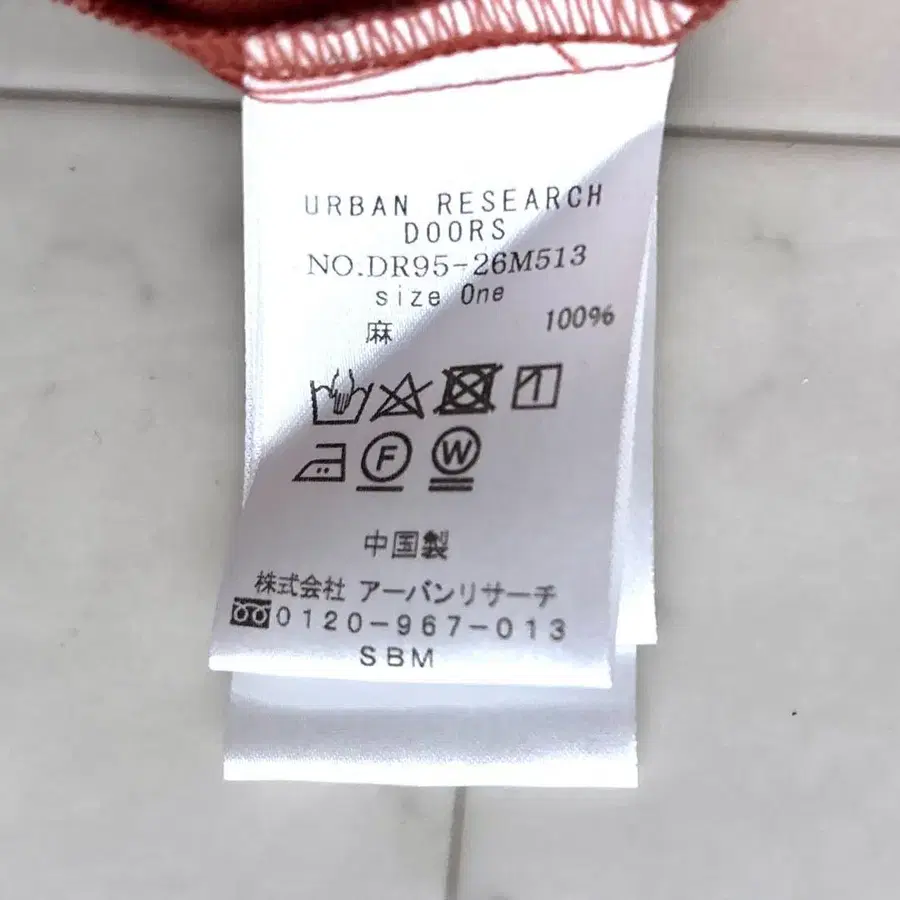 URBAN RESEARCH
DOORS
NO.DR95-26M513
size One
麻 100%
F W
中国製
株式会社 アーバンリサーチ
0120-967-013
SBM